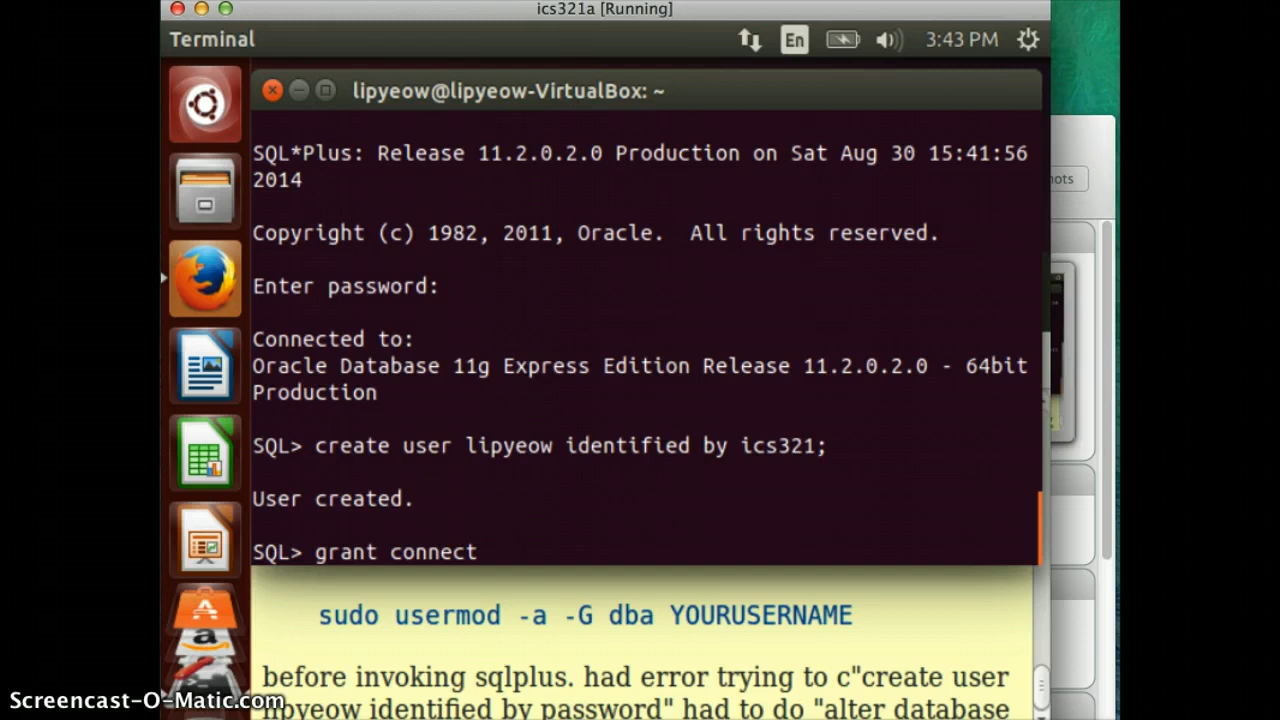 ics321a [Running]
Terminal
En
3:43 PM
lipyeow@lipyeow-VirtualBox: ~
SQL*Plus: Release 11.2.0.2.0 Production on Sat Aug 30 15:41:56
2014
Copyright (c) 1982, 2011, Oracle.  All rights reserved.
Enter password:
Connected to:
Oracle Database 11g Express Edition Release 11.2.0.2.0 - 64bit
Production
SQL> create user lipyeow identified by ics321;
User created.
SQL> grant connect
sudo usermod -a -G dba YOURUSERNAME
before invoking sqlplus. had error trying to c"create user
lipyeow identified by password" had to do "alter database
Screencast-O-Matic.com